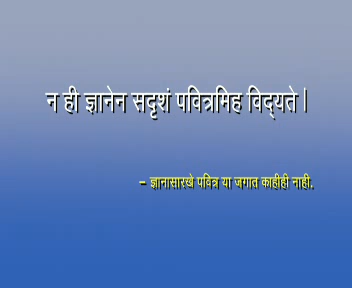 न ही ज्ञानेन सदृशं पवित्रमिह विद्‌यते।
– ज्ञानासारखे पवित्र या जगात काहीही नाही.